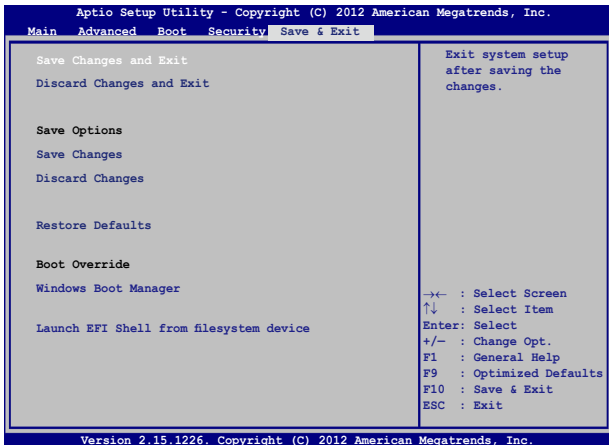 Aptio Setup Utility - Copyright (C) 2012 American Megatrends, Inc.
Main Advanced Boot Security Save & Exit
Save Changes and Exit
Discard Changes and Exit
Save Options
Save Changes
Discard Changes
Restore Defaults
Boot Override
Windows Boot Manager
Launch EFI Shell from filesystem device
Exit system setup
after saving the
changes.
→← : Select Screen
↑↓ : Select Item
Enter: Select
+/— : Change Opt.
F1 : General Help
F9 : Optimized Defaults
F10 : Save & Exit
ESC : Exit
Version 2.15.1226. Copyright (C) 2012 American Megatrends, Inc.